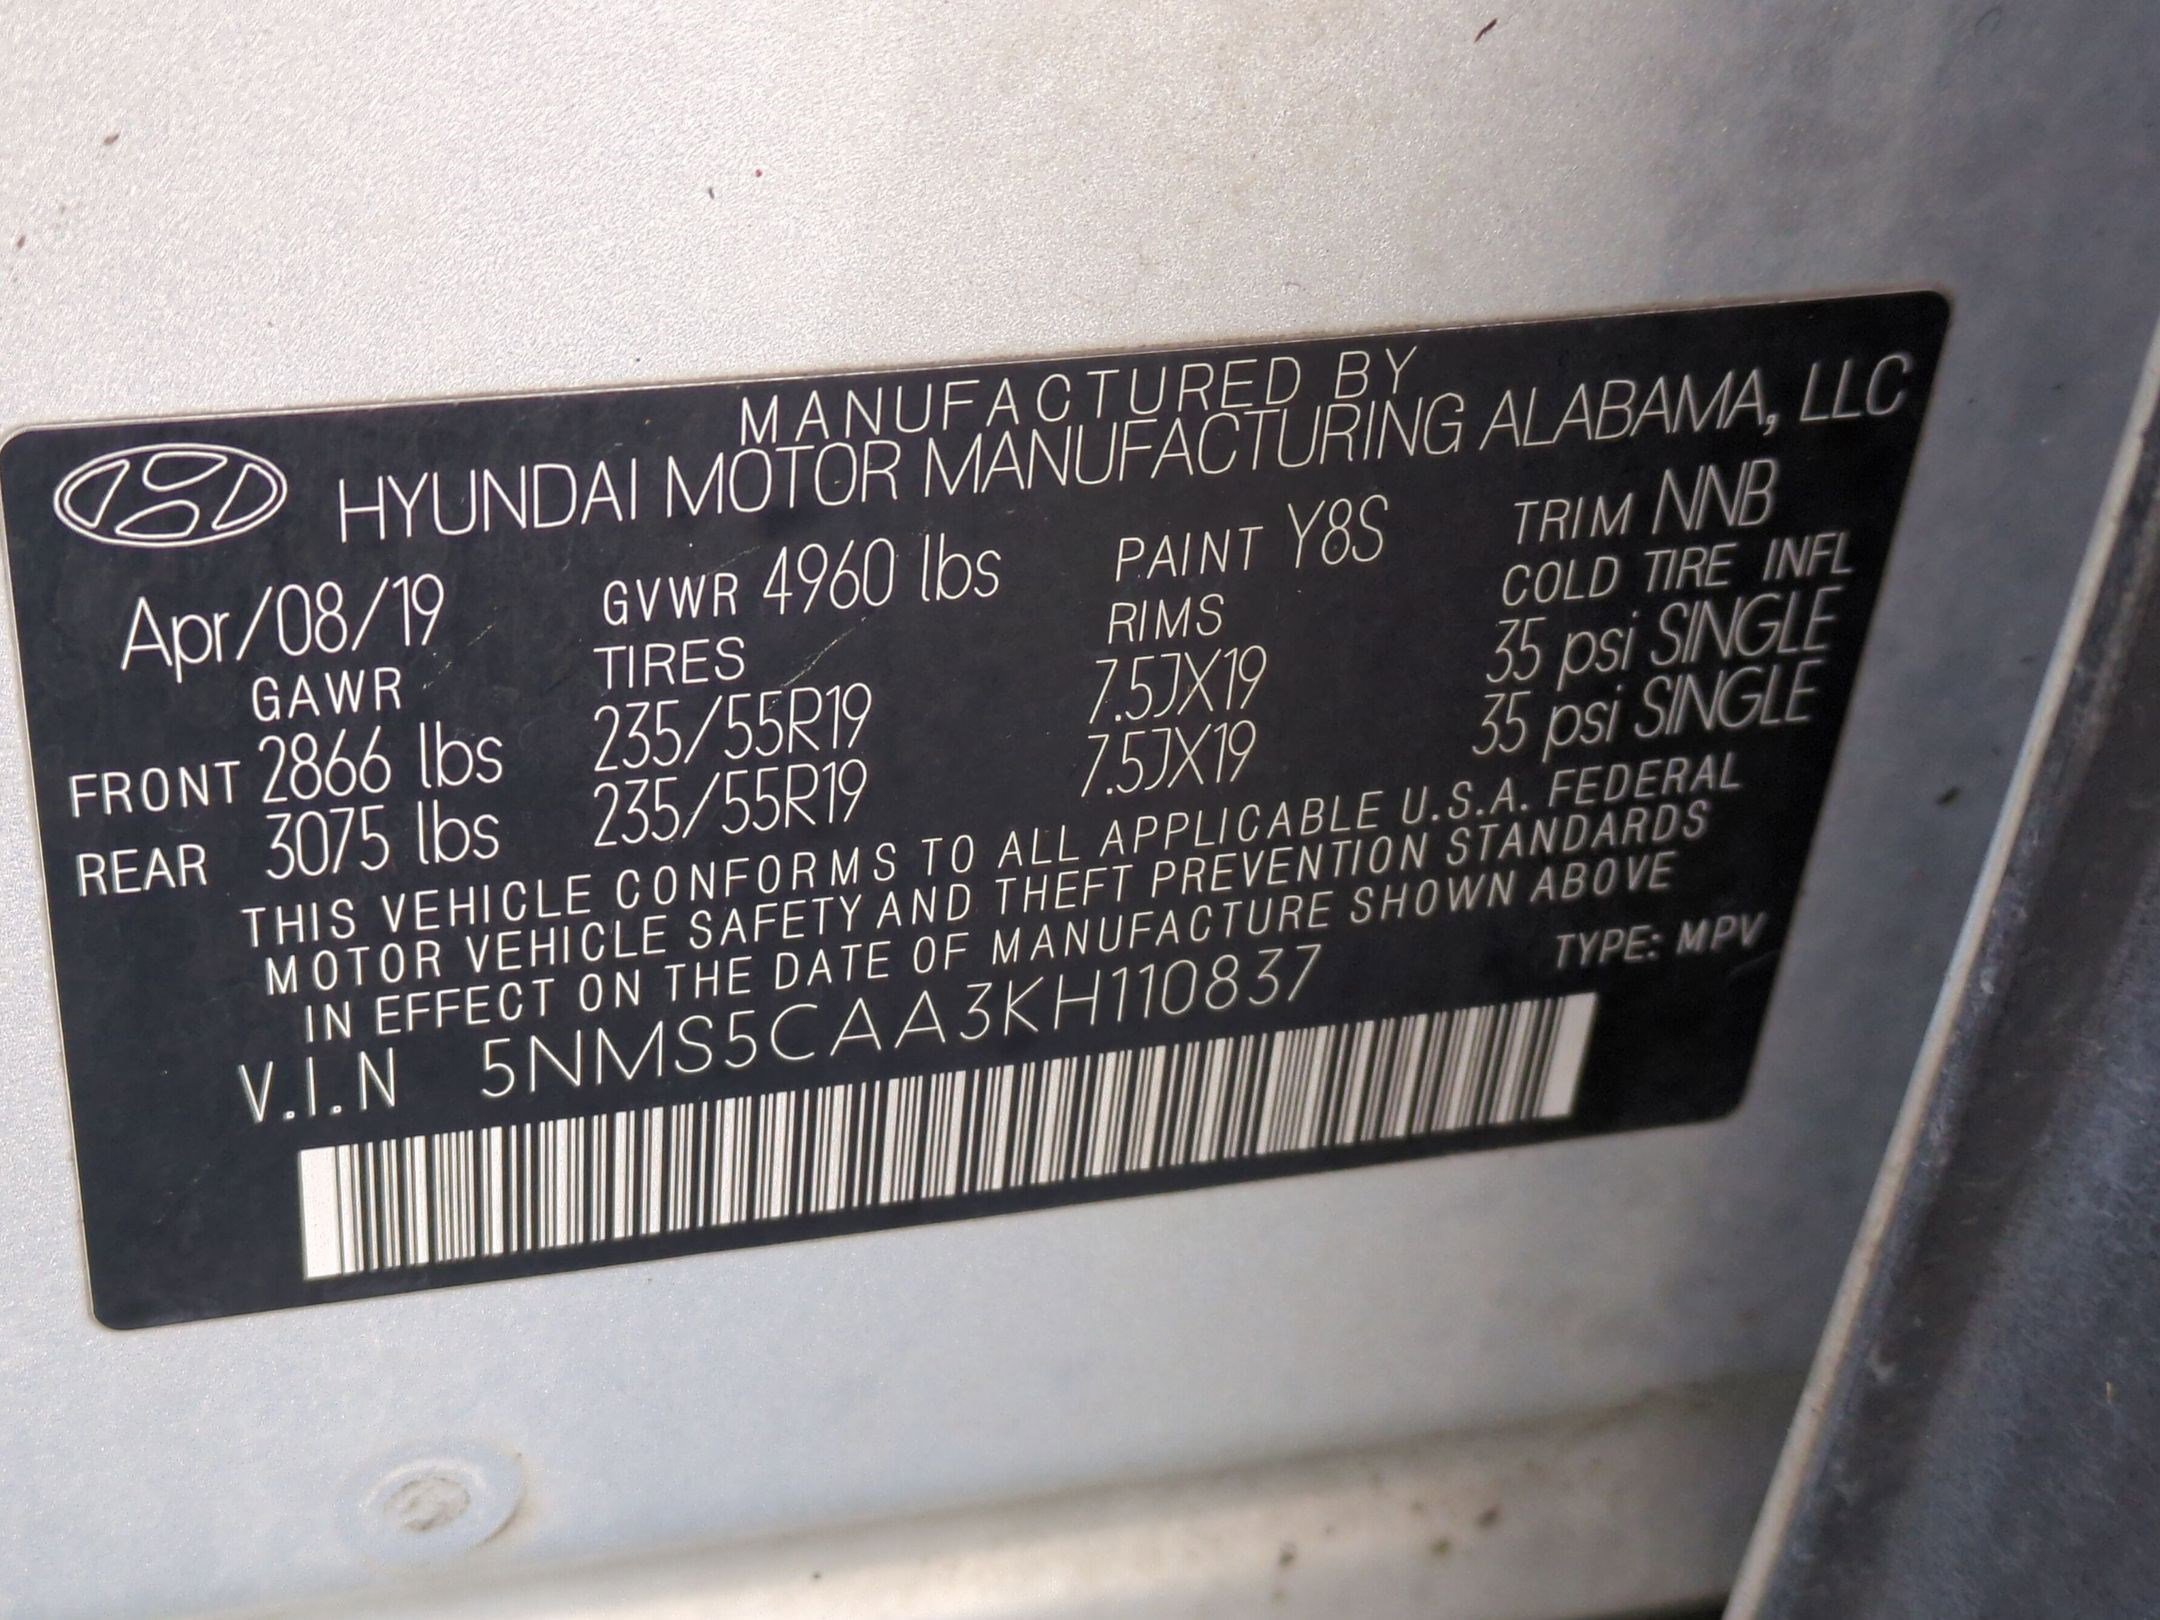 MANUFACTURED BY
HYUNDAI MOTOR MANUFACTURING ALABAMA, LLC
Apr/08/19 GVWR 4960 lbs PAINT Y8S TRIM NNB
GAWR TIRES RIMS COLD TIRE INFL
FRONT 2866 lbs 235/55R19 7.5JX19 35 psi SINGLE
REAR 3075 lbs 235/55R19 7.5JX19 35 psi SINGLE
THIS VEHICLE CONFORMS TO ALL APPLICABLE U.S.A. FEDERAL
MOTOR VEHICLE SAFETY AND THEFT PREVENTION STANDARDS
IN EFFECT ON THE DATE OF MANUFACTURE SHOWN ABOVE
V.I.N 5NMS5CAA3KH110837 TYPE: MPV